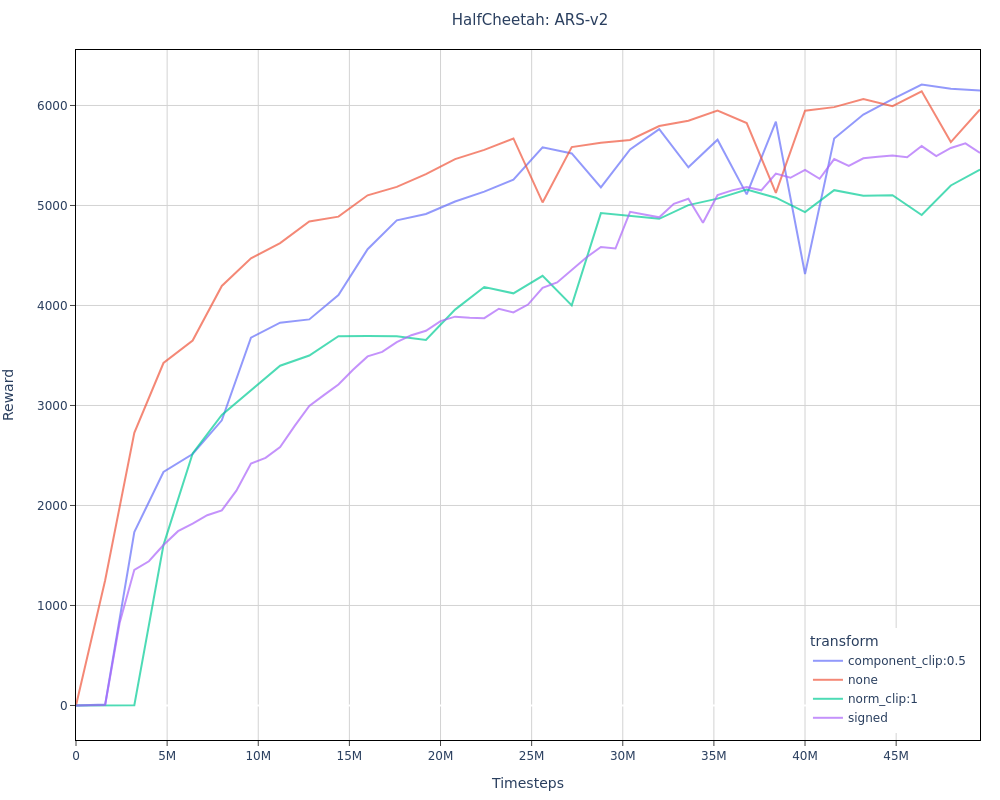 HalfCheetah: ARS-v2
Reward
6000
5000
4000
3000
2000
1000
0
0
5M
10M
15M
20M
25M
30M
35M
40M
45M
Timesteps
transform
component_clip:0.5
none
norm_clip:1
signed